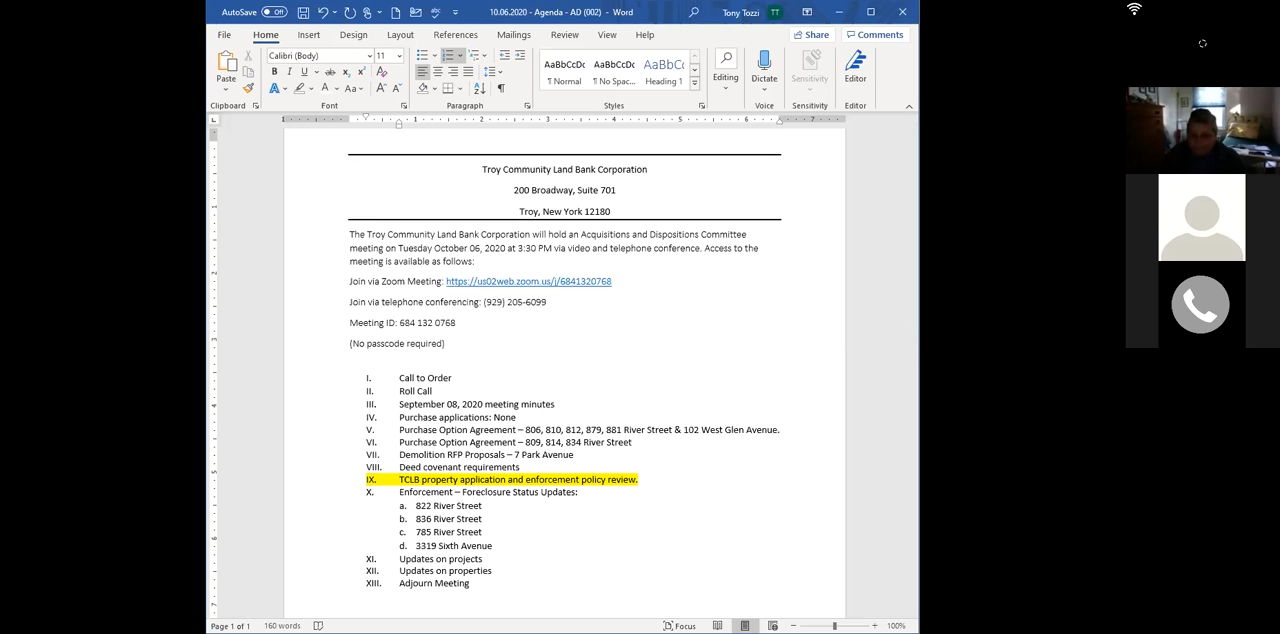 AutoSave Off 10.06.2020 - Agenda - AD (002) - Word Tony Tozzi TT
File Home Insert Design Layout References Mailings Review View Help Share Comments
Calibri (Body) 11
AaBbCcDc AaBbCcDc AaBbCc
Paste ¶ Normal ¶ No Spac... Heading 1 Editing Dictate Sensitivity Editor
Clipboard Font Paragraph Styles Voice Sensitivity Editor
Troy Community Land Bank Corporation
200 Broadway, Suite 701
Troy, New York 12180
The Troy Community Land Bank Corporation will hold an Acquisitions and Dispositions Committee
meeting on Tuesday October 06, 2020 at 3:30 PM via video and telephone conference. Access to the
meeting is available as follows:
Join via Zoom Meeting: https://us02web.zoom.us/j/6841320768
Join via telephone conferencing: (929) 205-6099
Meeting ID: 684 132 0768
(No passcode required)
I. Call to Order
II. Roll Call
III. September 08, 2020 meeting minutes
IV. Purchase applications: None
V. Purchase Option Agreement – 806, 810, 812, 879, 881 River Street & 102 West Glen Avenue.
VI. Purchase Option Agreement – 809, 814, 834 River Street
VII. Demolition RFP Proposals – 7 Park Avenue
VIII. Deed covenant requirements
IX. TCLB property application and enforcement policy review.
X. Enforcement – Foreclosure Status Updates:
a. 822 River Street
b. 836 River Street
c. 785 River Street
d. 3319 Sixth Avenue
XI. Updates on projects
XII. Updates on properties
XIII. Adjourn Meeting
Page 1 of 1 160 words Focus 100%